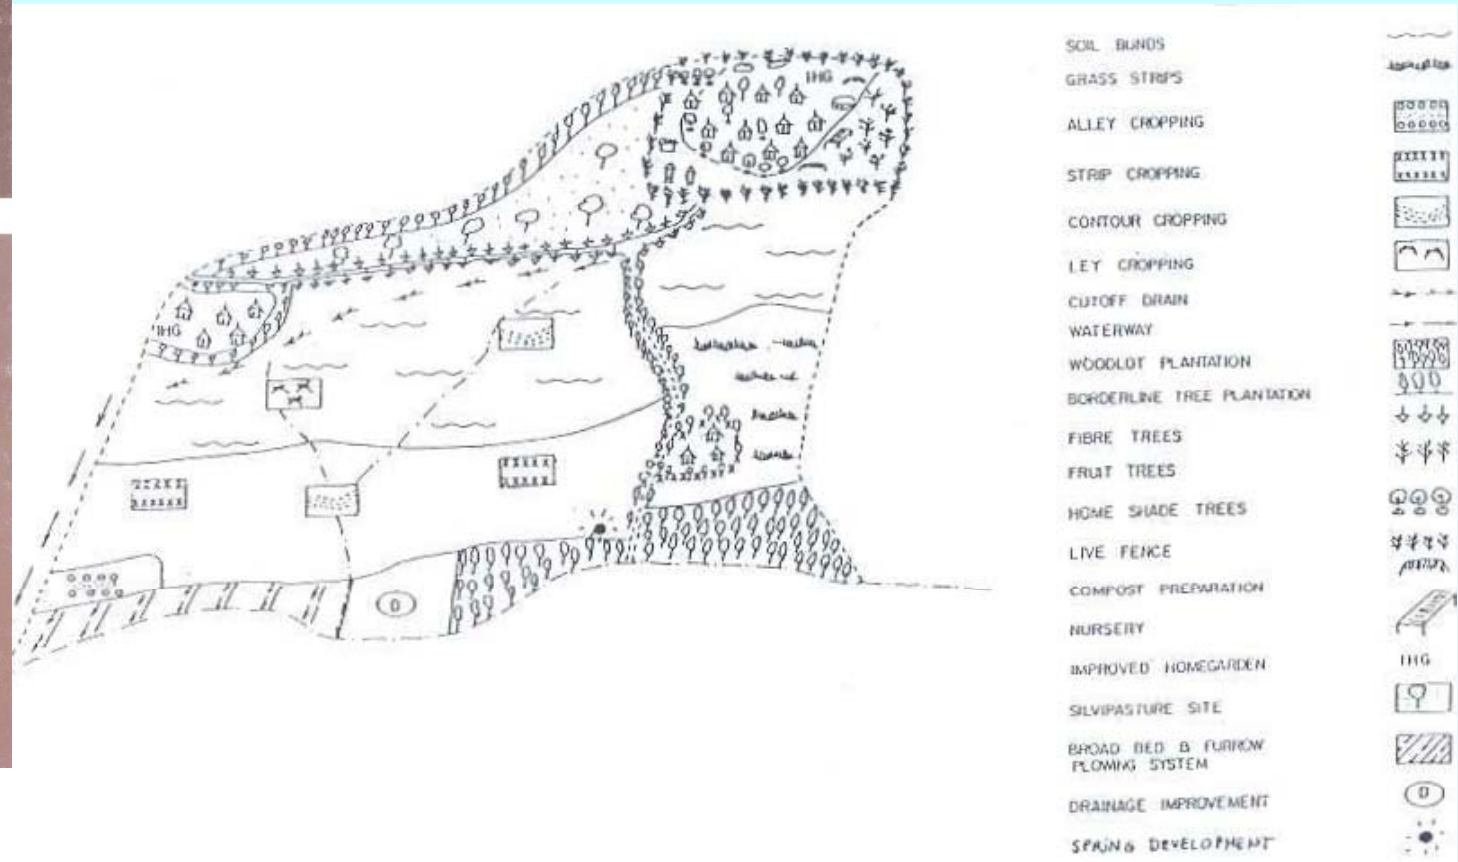 IHG
IHG
D
SOIL BUNDS
GRASS STRIPS
ALLEY CROPPING
STRIP CROPPING
CONTOUR CROPPING
LEY CROPPING
CUTOFF DRAIN
WATERWAY
WOODLOT PLANTATION
BORDERLINE TREE PLANTATION
FIBRE TREES
FRUIT TREES
HOME SHADE TREES
LIVE FENCE
COMPOST PREPARATION
NURSERY
IMPROVED HOMEGARDEN IHG
SILVIPASTURE SITE
BROAD BED & FURROW
PLOWING SYSTEM
DRAINAGE IMPROVEMENT D
SPRING DEVELOPMENT